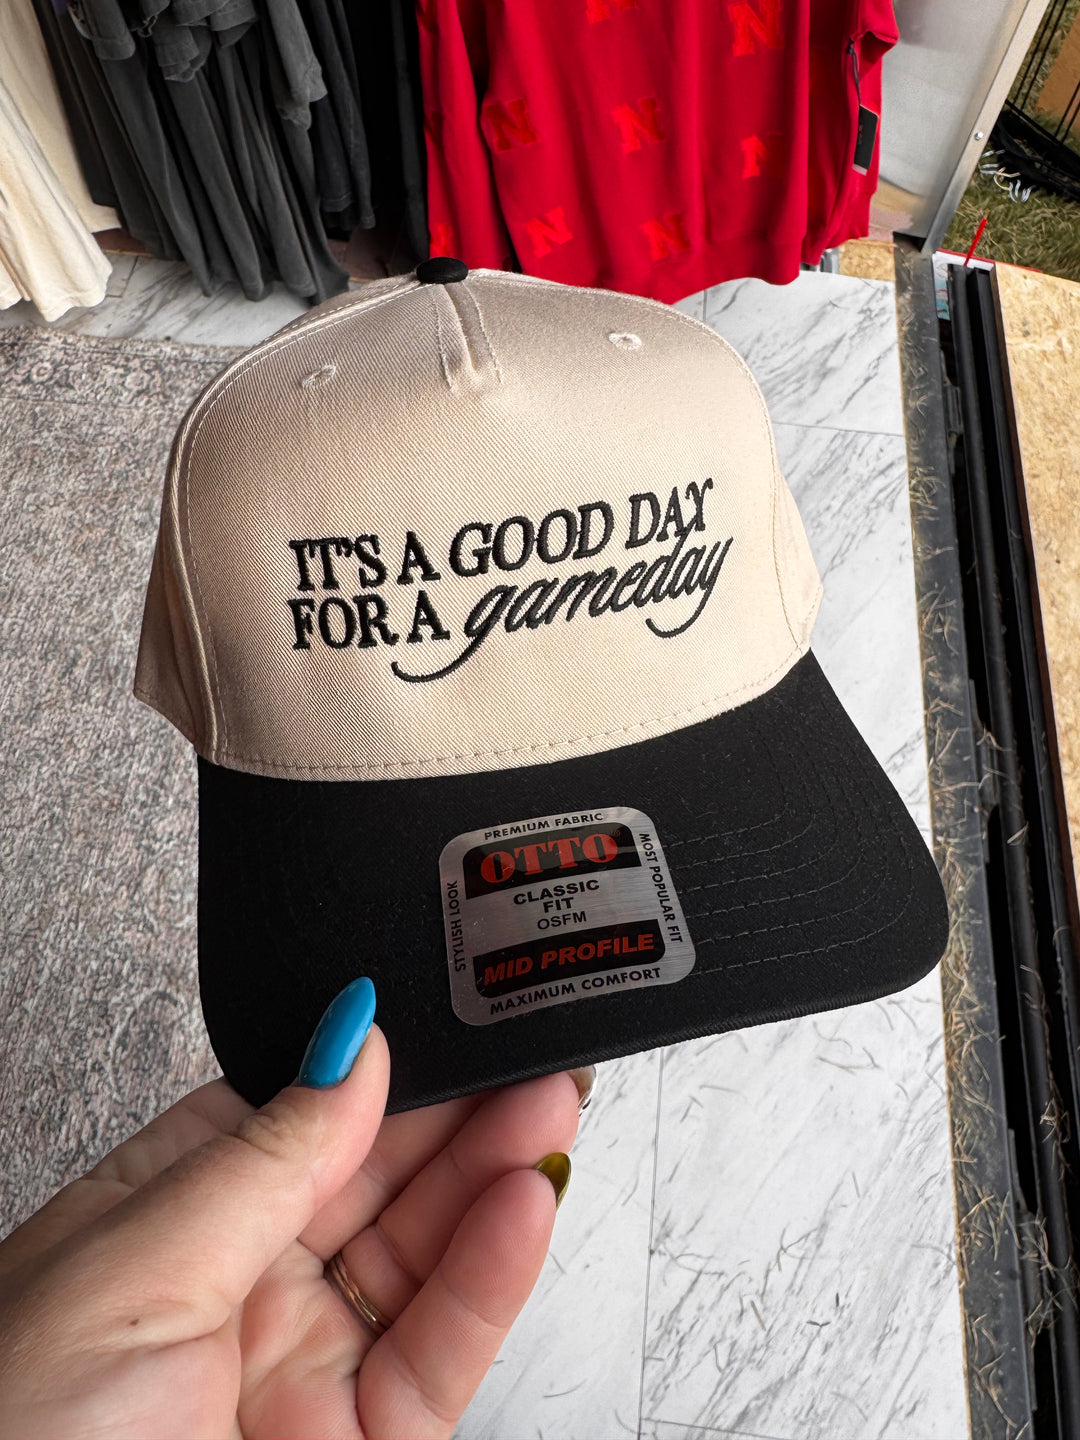 N N N
N N N
N N
IT'S A GOOD DAY
FOR A gameday
PREMIUM FABRIC
OTTO
CLASSIC
FIT
OSFM
MID PROFILE
MAXIMUM COMFORT
STYLISH LOOK
MOST POPULAR FIT